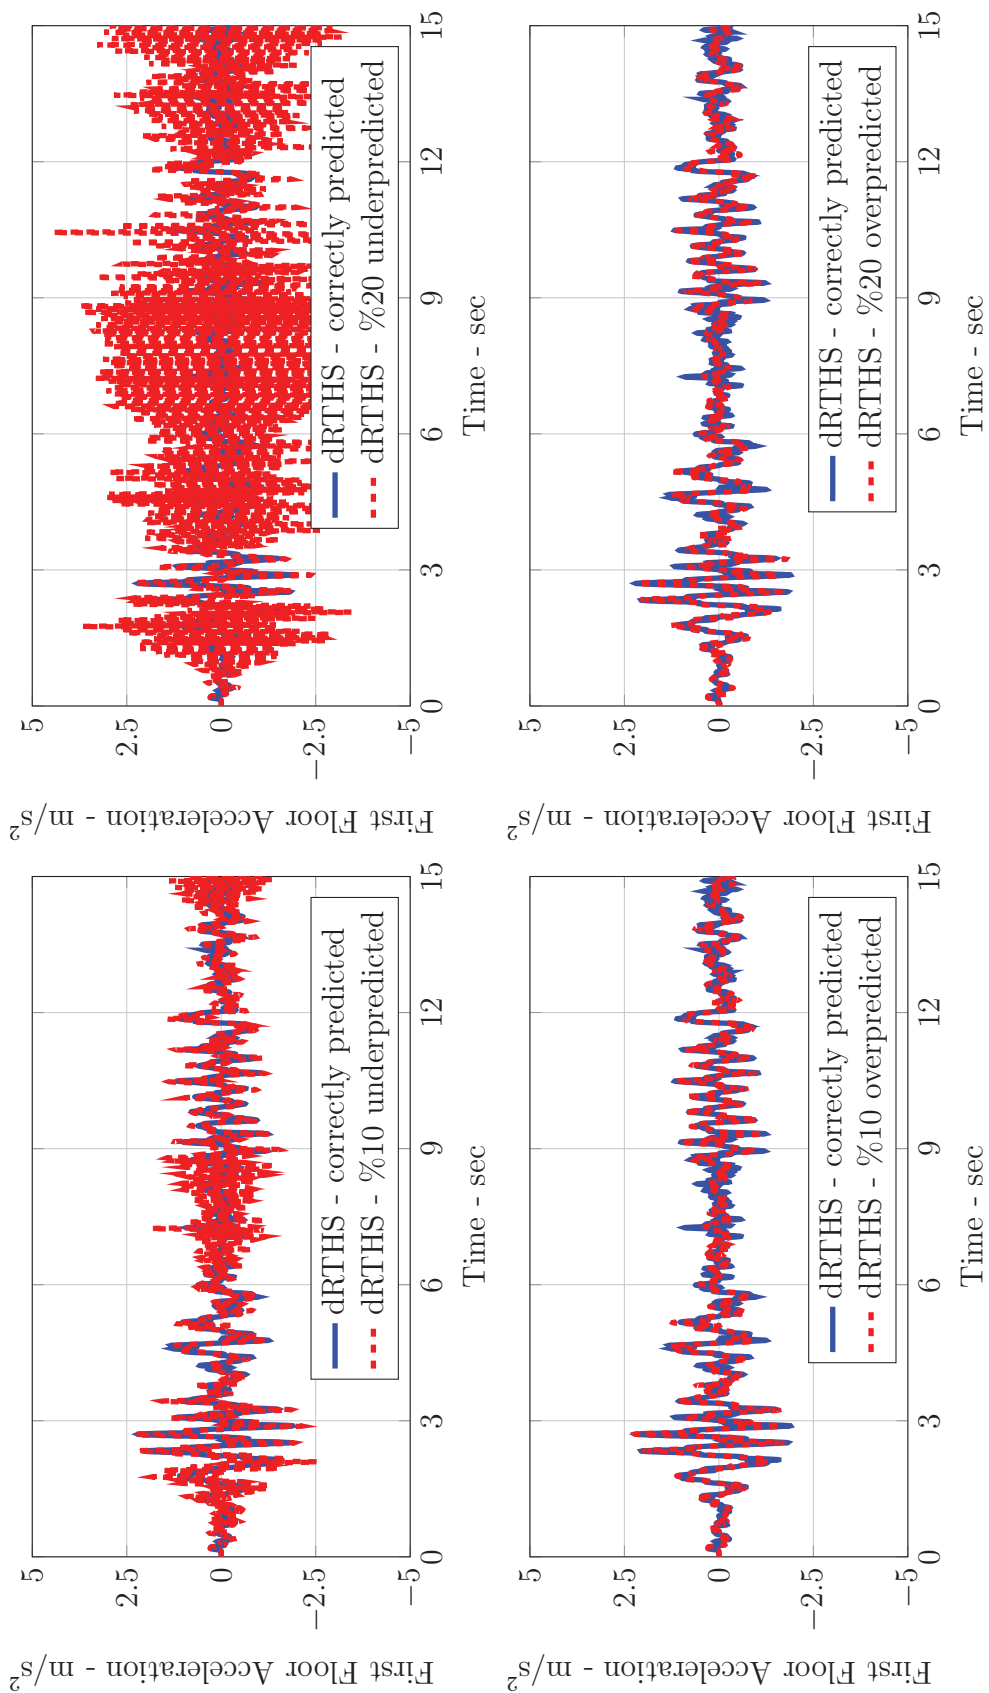 First Floor Acceleration - m/s²
5
2.5
0
−2.5
−5
dRTHS - correctly predicted
dRTHS - %10 underpredicted
0 3 6 9 12 15
Time - sec
First Floor Acceleration - m/s²
5
2.5
0
−2.5
−5
dRTHS - correctly predicted
dRTHS - %20 underpredicted
0 3 6 9 12 15
Time - sec
First Floor Acceleration - m/s²
5
2.5
0
−2.5
−5
dRTHS - correctly predicted
dRTHS - %10 overpredicted
0 3 6 9 12 15
Time - sec
First Floor Acceleration - m/s²
5
2.5
0
−2.5
−5
dRTHS - correctly predicted
dRTHS - %20 overpredicted
0 3 6 9 12 15
Time - sec